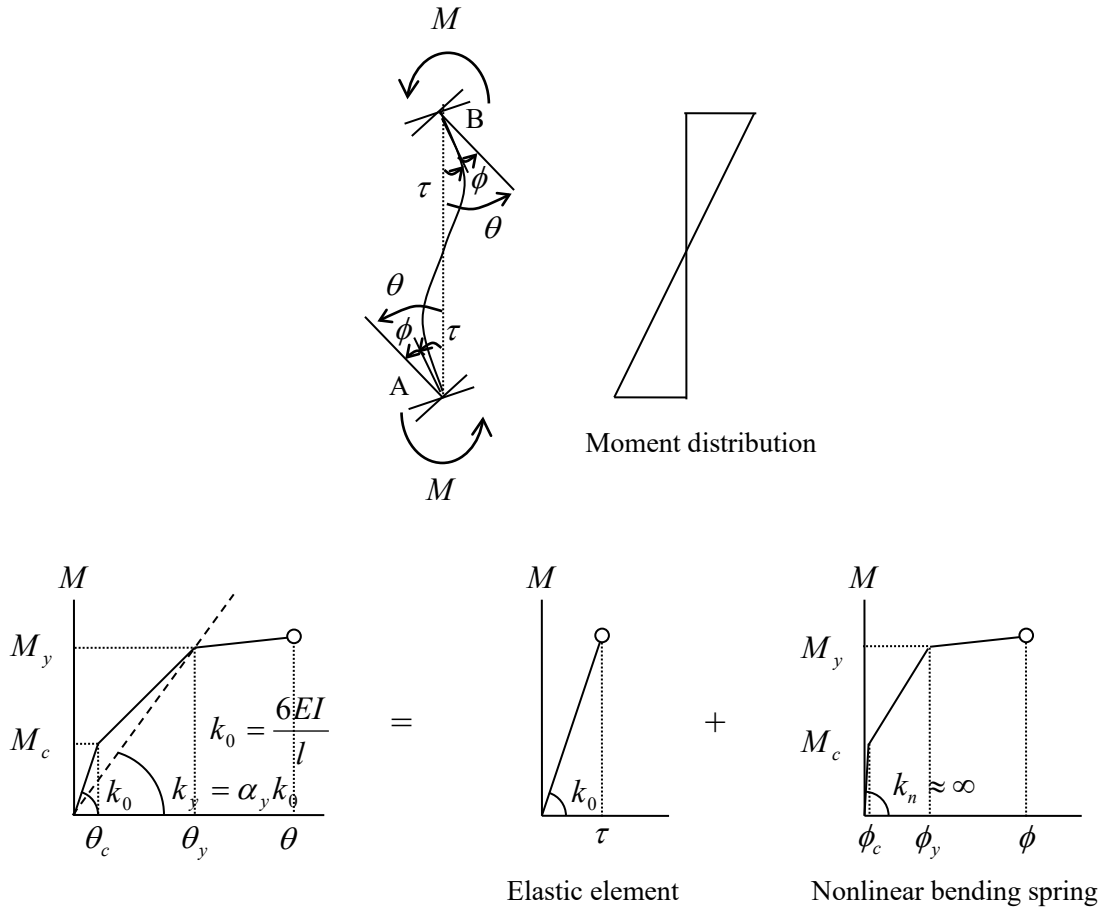 M
B
τ
ϕ
θ
θ
ϕ
τ
A
M
Moment distribution
M
M
M
M_y
M_y
k_0 = 6EI/l
=
+
M_c
M_c
k_0
k_y = α_y k_0
k_0
k_n ≈ ∞
θ_c
θ_y
θ
τ
ϕ_c
ϕ_y
ϕ
Elastic element
Nonlinear bending spring